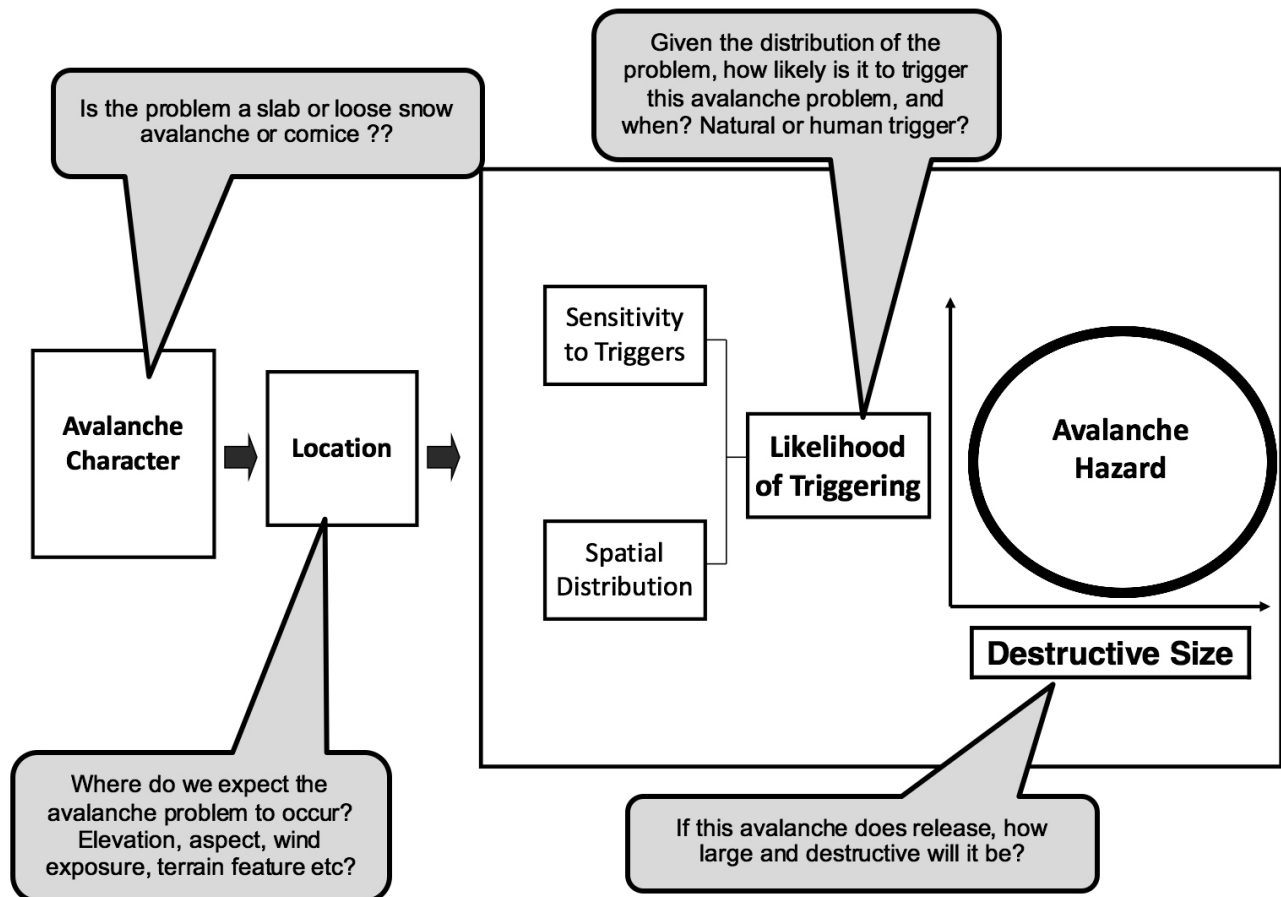 Is the problem a slab or loose snow
avalanche or cornice ??
Given the distribution of the
problem, how likely is it to trigger
this avalanche problem, and
when? Natural or human trigger?
Avalanche
Character
Location
Sensitivity
to Triggers
Spatial
Distribution
Likelihood
of Triggering
Avalanche
Hazard
Destructive Size
Where do we expect the
avalanche problem to occur?
Elevation, aspect, wind
exposure, terrain feature etc?
If this avalanche does release, how
large and destructive will it be?